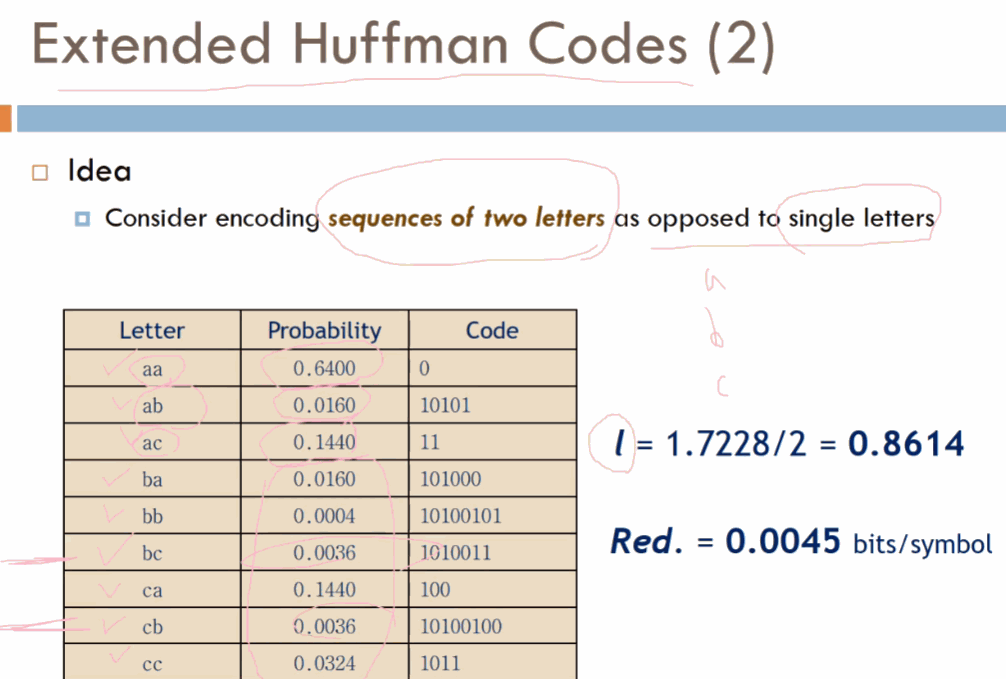 Extended Huffman Codes (2)
Idea
Consider encoding sequences of two letters as opposed to single letters
a
b
c
Letter Probability Code
aa 0.6400 0
ab 0.0160 10101
ac 0.1440 11
ba 0.0160 101000
bb 0.0004 10100101
bc 0.0036 1010011
ca 0.1440 100
cb 0.0036 10100100
cc 0.0324 1011
l = 1.7228/2 = 0.8614
Red. = 0.0045 bits/symbol